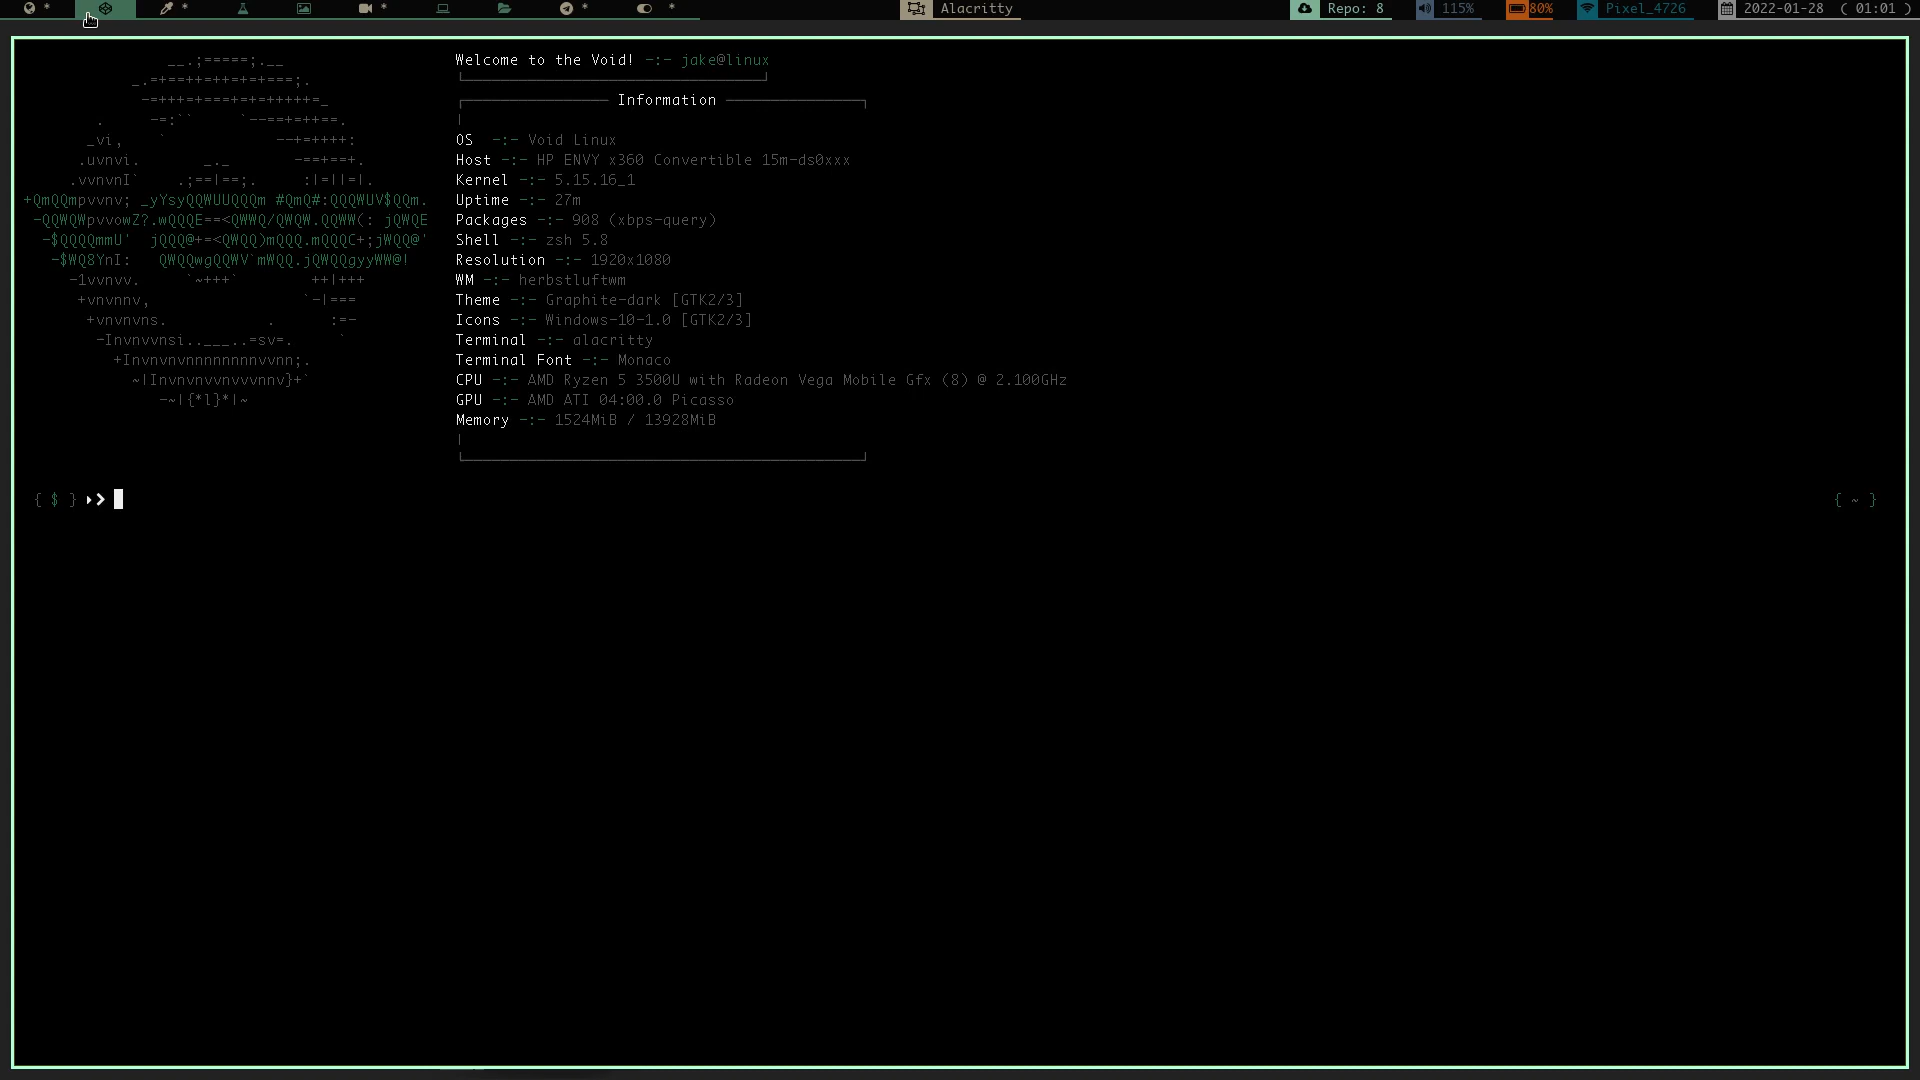 * * * * *
Alacritty
Repo: 8
115%
80%
Pixel_4726
2022-01-28 ( 01:01 )
Welcome to the Void! -:- jake@linux
Information
OS -:- Void Linux
Host -:- HP ENVY x360 Convertible 15m-ds0xxx
Kernel -:- 5.15.16_1
Uptime -:- 27m
Packages -:- 908 (xbps-query)
Shell -:- zsh 5.8
Resolution -:- 1920x1080
WM -:- herbstluftwm
Theme -:- Graphite-dark [GTK2/3]
Icons -:- Windows-10-1.0 [GTK2/3]
Terminal -:- alacritty
Terminal Font -:- Monaco
CPU -:- AMD Ryzen 5 3500U with Radeon Vega Mobile Gfx (8) @ 2.100GHz
GPU -:- AMD ATI 04:00.0 Picasso
Memory -:- 1524MiB / 13928MiB
{ $ }
{ ~ }